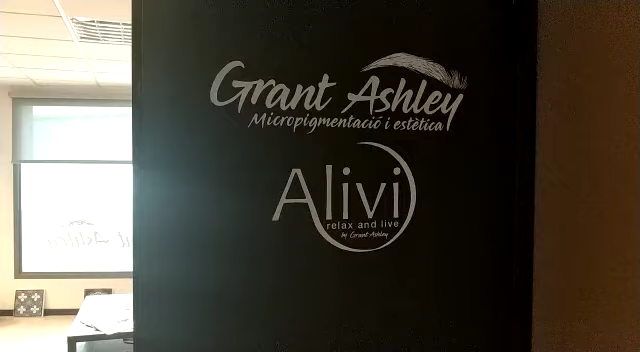 Grant Ashley
Micropigmentació i estètica
Alivi
relax and live
by Grant Ashley